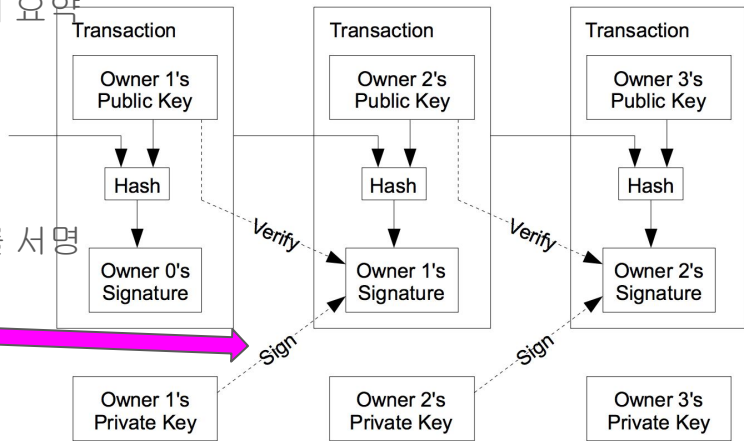 요약
Transaction
Transaction
Transaction
Owner 1's
Public Key
Owner 2's
Public Key
Owner 3's
Public Key
Hash
Hash
Hash
서명
Verify
Verify
Owner 0's
Signature
Owner 1's
Signature
Owner 2's
Signature
Sign
Sign
Owner 1's
Private Key
Owner 2's
Private Key
Owner 3's
Private Key